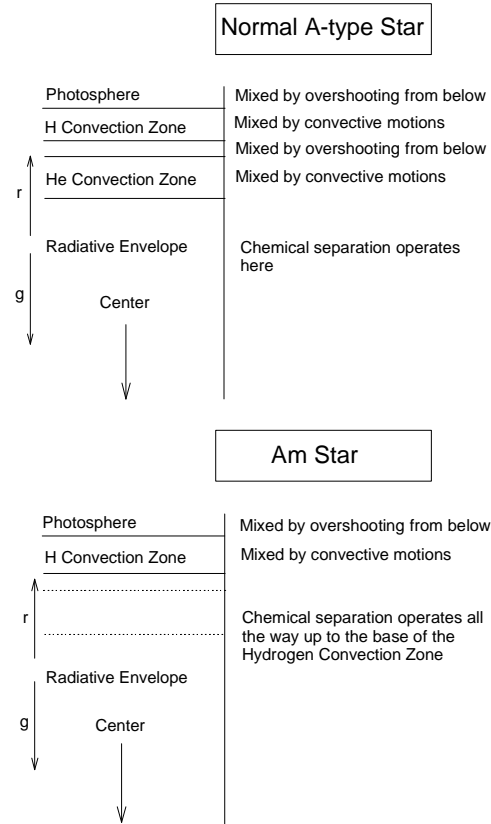 Normal A-type Star
Photosphere
Mixed by overshooting from below
H Convection Zone
Mixed by convective motions
Mixed by overshooting from below
He Convection Zone
Mixed by convective motions
r
Radiative Envelope
Chemical separation operates
here
g
Center
Am Star
Photosphere
Mixed by overshooting from below
H Convection Zone
Mixed by convective motions
r
Chemical separation operates all
the way up to the base of the
Hydrogen Convection Zone
Radiative Envelope
g
Center